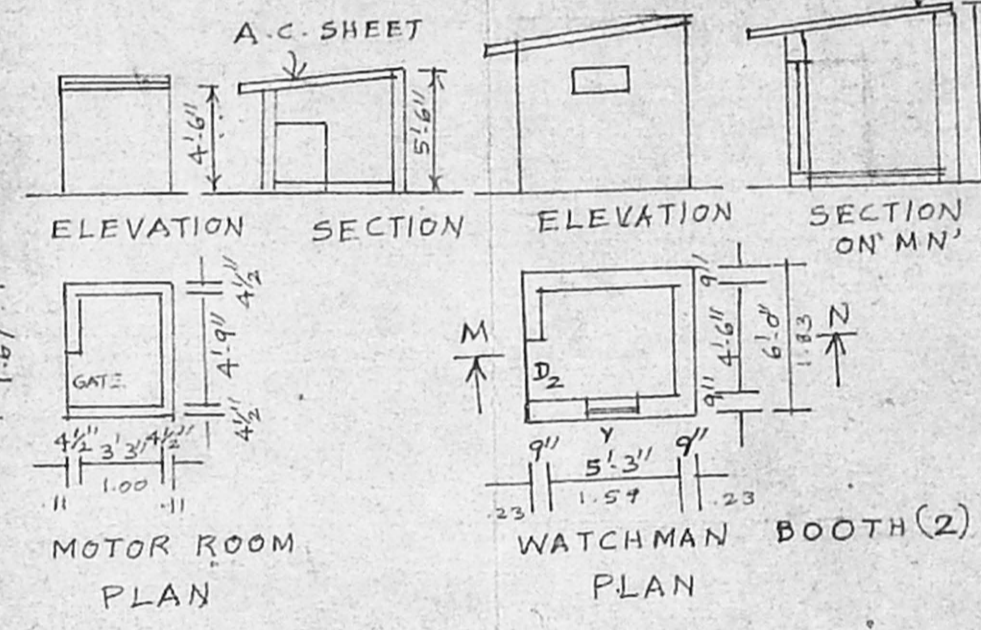 A.C. SHEET
4'-6"
5'-6"
ELEVATION
SECTION
ELEVATION
SECTION
ON 'MN'
4½"
4'-9"
4½"
GATE
4½" 3'3" 4½"
.11 1.00 .11
MOTOR ROOM
PLAN
M
N
D2
9"
4'-6"
9"
6'-0"
1.83
V
9" 5'-3" 9"
.23 1.59 .23
WATCHMAN BOOTH (2)
PLAN